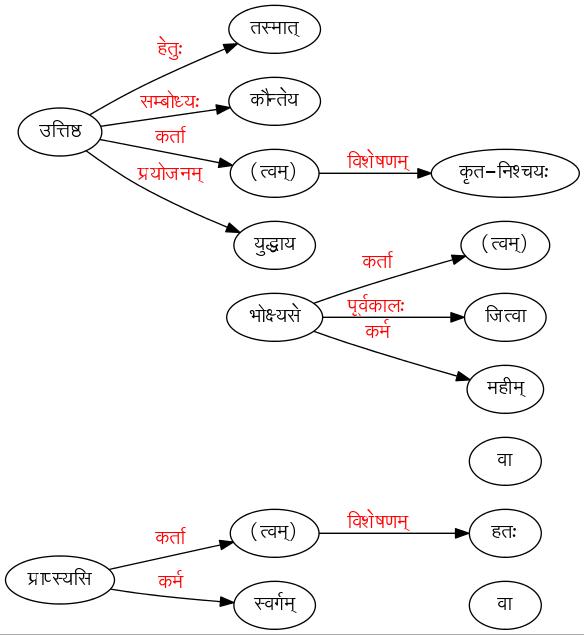 तस्मात्
हेतुः
सम्बोध्यः कौन्तेय
उत्तिष्ठ
कर्ता
(त्वम्) विशेषणम् कृत-निश्चयः
प्रयोजनम्
युद्धाय (त्वम्)
कर्ता
भोक्ष्यसे पूर्वकालः जित्वा
कर्म
महीम्
वा
कर्ता (त्वम्) विशेषणम् हतः
प्राप्स्यसि
कर्म
स्वर्गम् वा